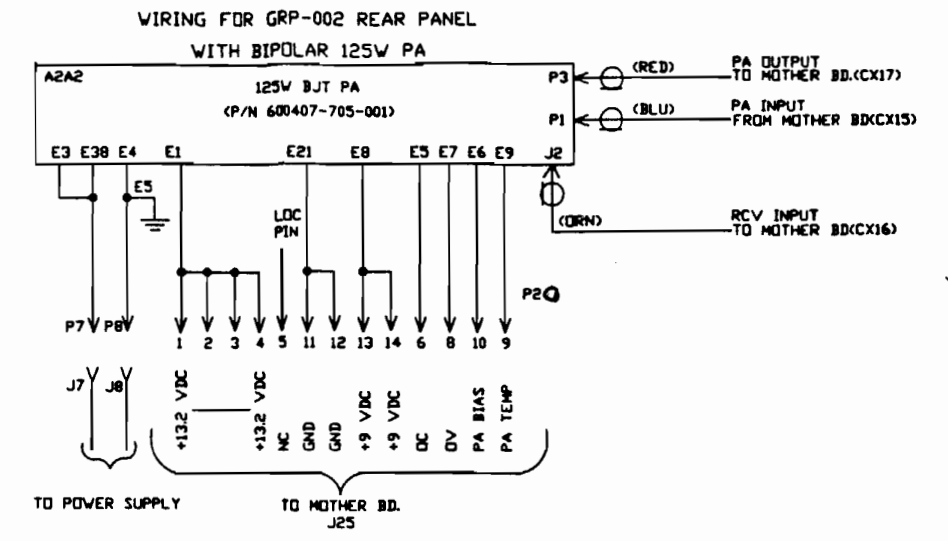 WIRING FOR GRP-002 REAR PANEL
WITH BIPOLAR 125W PA
A2A2
125W BJT PA
(P/N 600407-705-001)
P3
(RED)
PA OUTPUT
TO MOTHER BD.(CX17)
P1
(BLU)
PA INPUT
FROM MOTHER BD(CX15)
E3 E38 E4 E1 E21 E8 E5 E7 E6 E9 J2
E5
LOC
PIN
(ORN)
RCV INPUT
TO MOTHER BD(CX16)
P2
P7 P8
1 2 3 4 5 11 12 13 14 6 8 10 9
J7 J8
+13.2 VDC
+13.2 VDC
NC
GND
GND
+9 VDC
+9 VDC
OC
OV
PA BIAS
PA TEMP
TO POWER SUPPLY
TO MOTHER BD.
J25